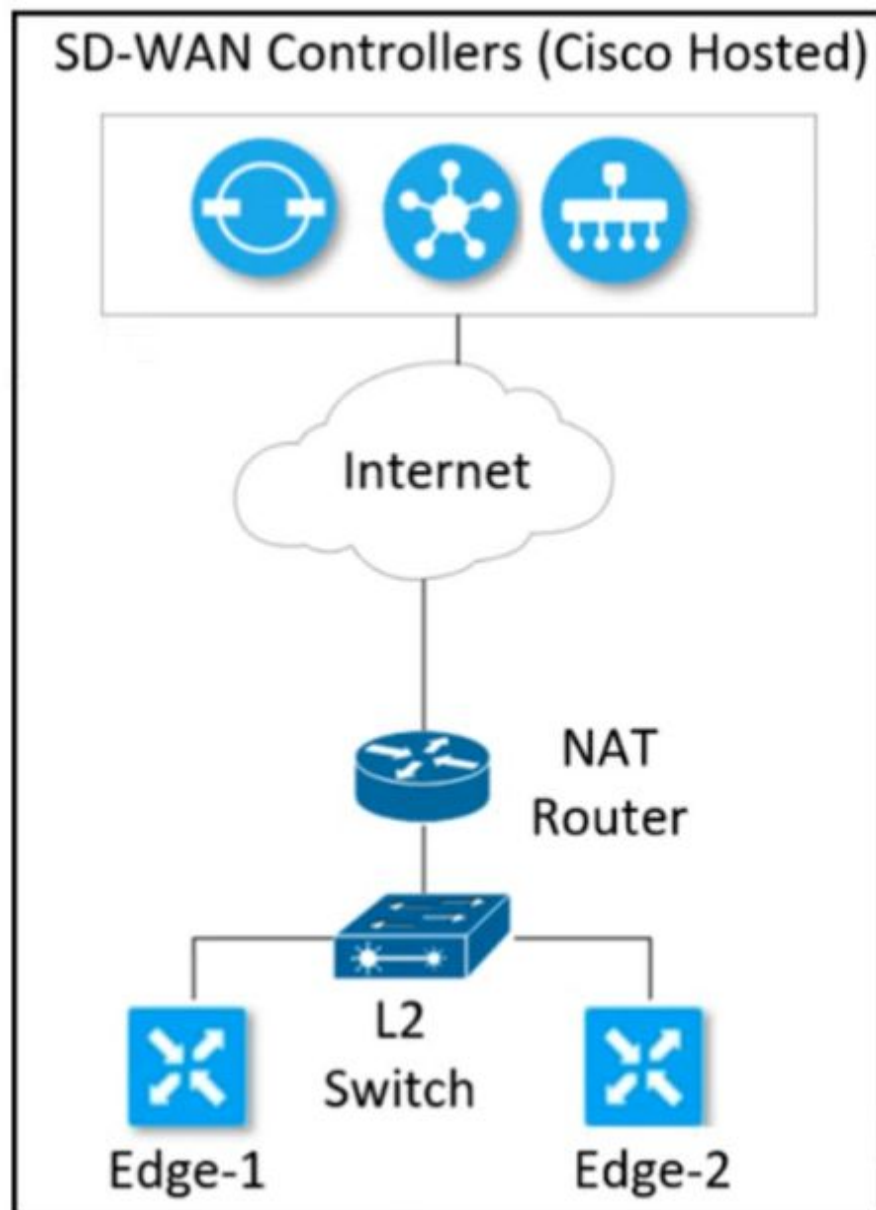 SD-WAN Controllers (Cisco Hosted)
Internet
NAT
Router
L2
Switch
Edge-1
Edge-2